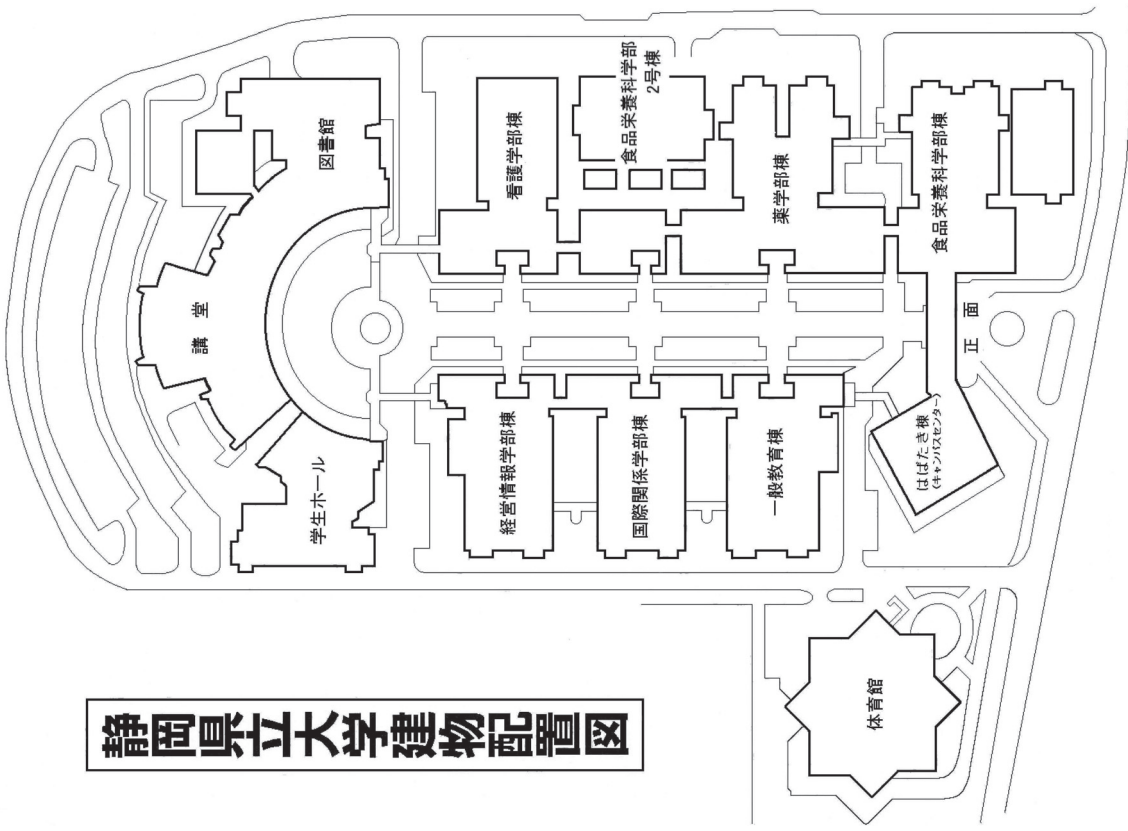 静岡県立大学建物配置図
講堂
図書館
学生ホール
看護学部棟
食品栄養科学部
2号棟
薬学部棟
食品栄養科学部棟
経営情報学部棟
国際関係学部棟
一般教育棟
はばたき棟
(キャンパスセンター)
正面
体育館